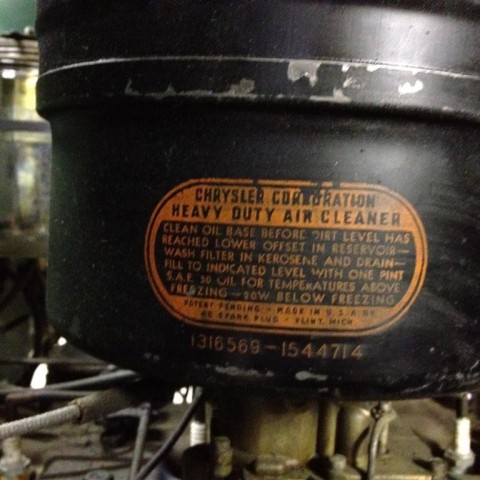 CHRYSLER CORPORATION
HEAVY DUTY AIR CLEANER
CLEAN OIL BASE BEFORE DIRT LEVEL HAS
REACHED LOWER OFFSET IN RESERVOIR—
WASH FILTER IN KEROSENE AND DRAIN—
FILL TO INDICATED LEVEL WITH ONE PINT
S.A.E. 50 OIL FOR TEMPERATURES ABOVE
FREEZING—20W BELOW FREEZING
PATENT PENDING - MADE IN U.S.A. BY
AC SPARK PLUG - FLINT, MICH.
1316569-1544714